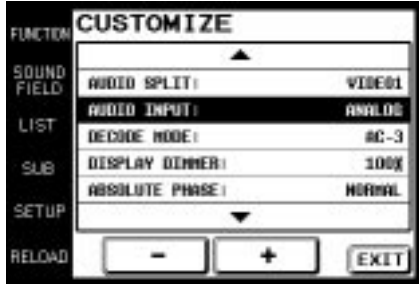 CUSTOMIZE
FUNCTION
SOUND FIELD
LIST
SUB
SETUP
RELOAD
AUDIO SPLIT: VIDEO1
AUDIO INPUT: ANALOG
DECODE MODE: AC-3
DISPLAY DIMMER: 100%
ABSOLUTE PHASE: NORMAL
- + EXIT